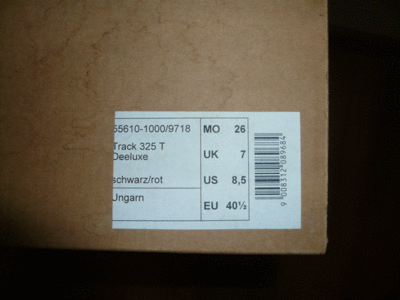 55610-1000/9718
Track 325 T
Deeluxe
schwarz/rot
Ungarn
MO 26
UK 7
US 8,5
EU 40½
9 008312 089684